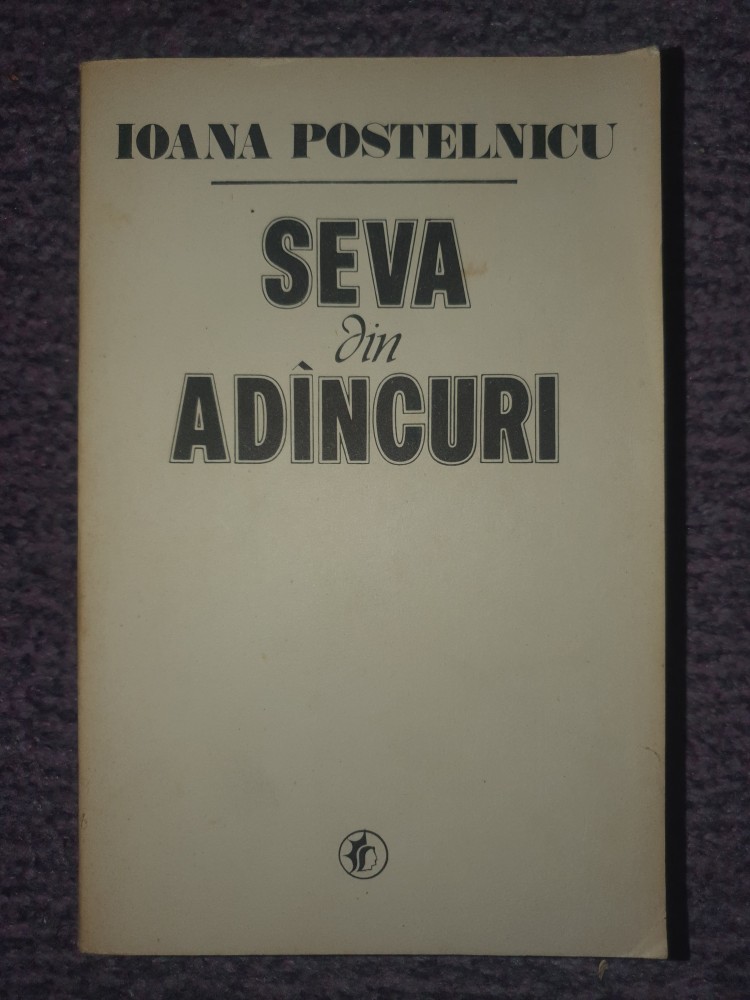 IOANA POSTELNICU
SEVA
din
ADÎNCURI